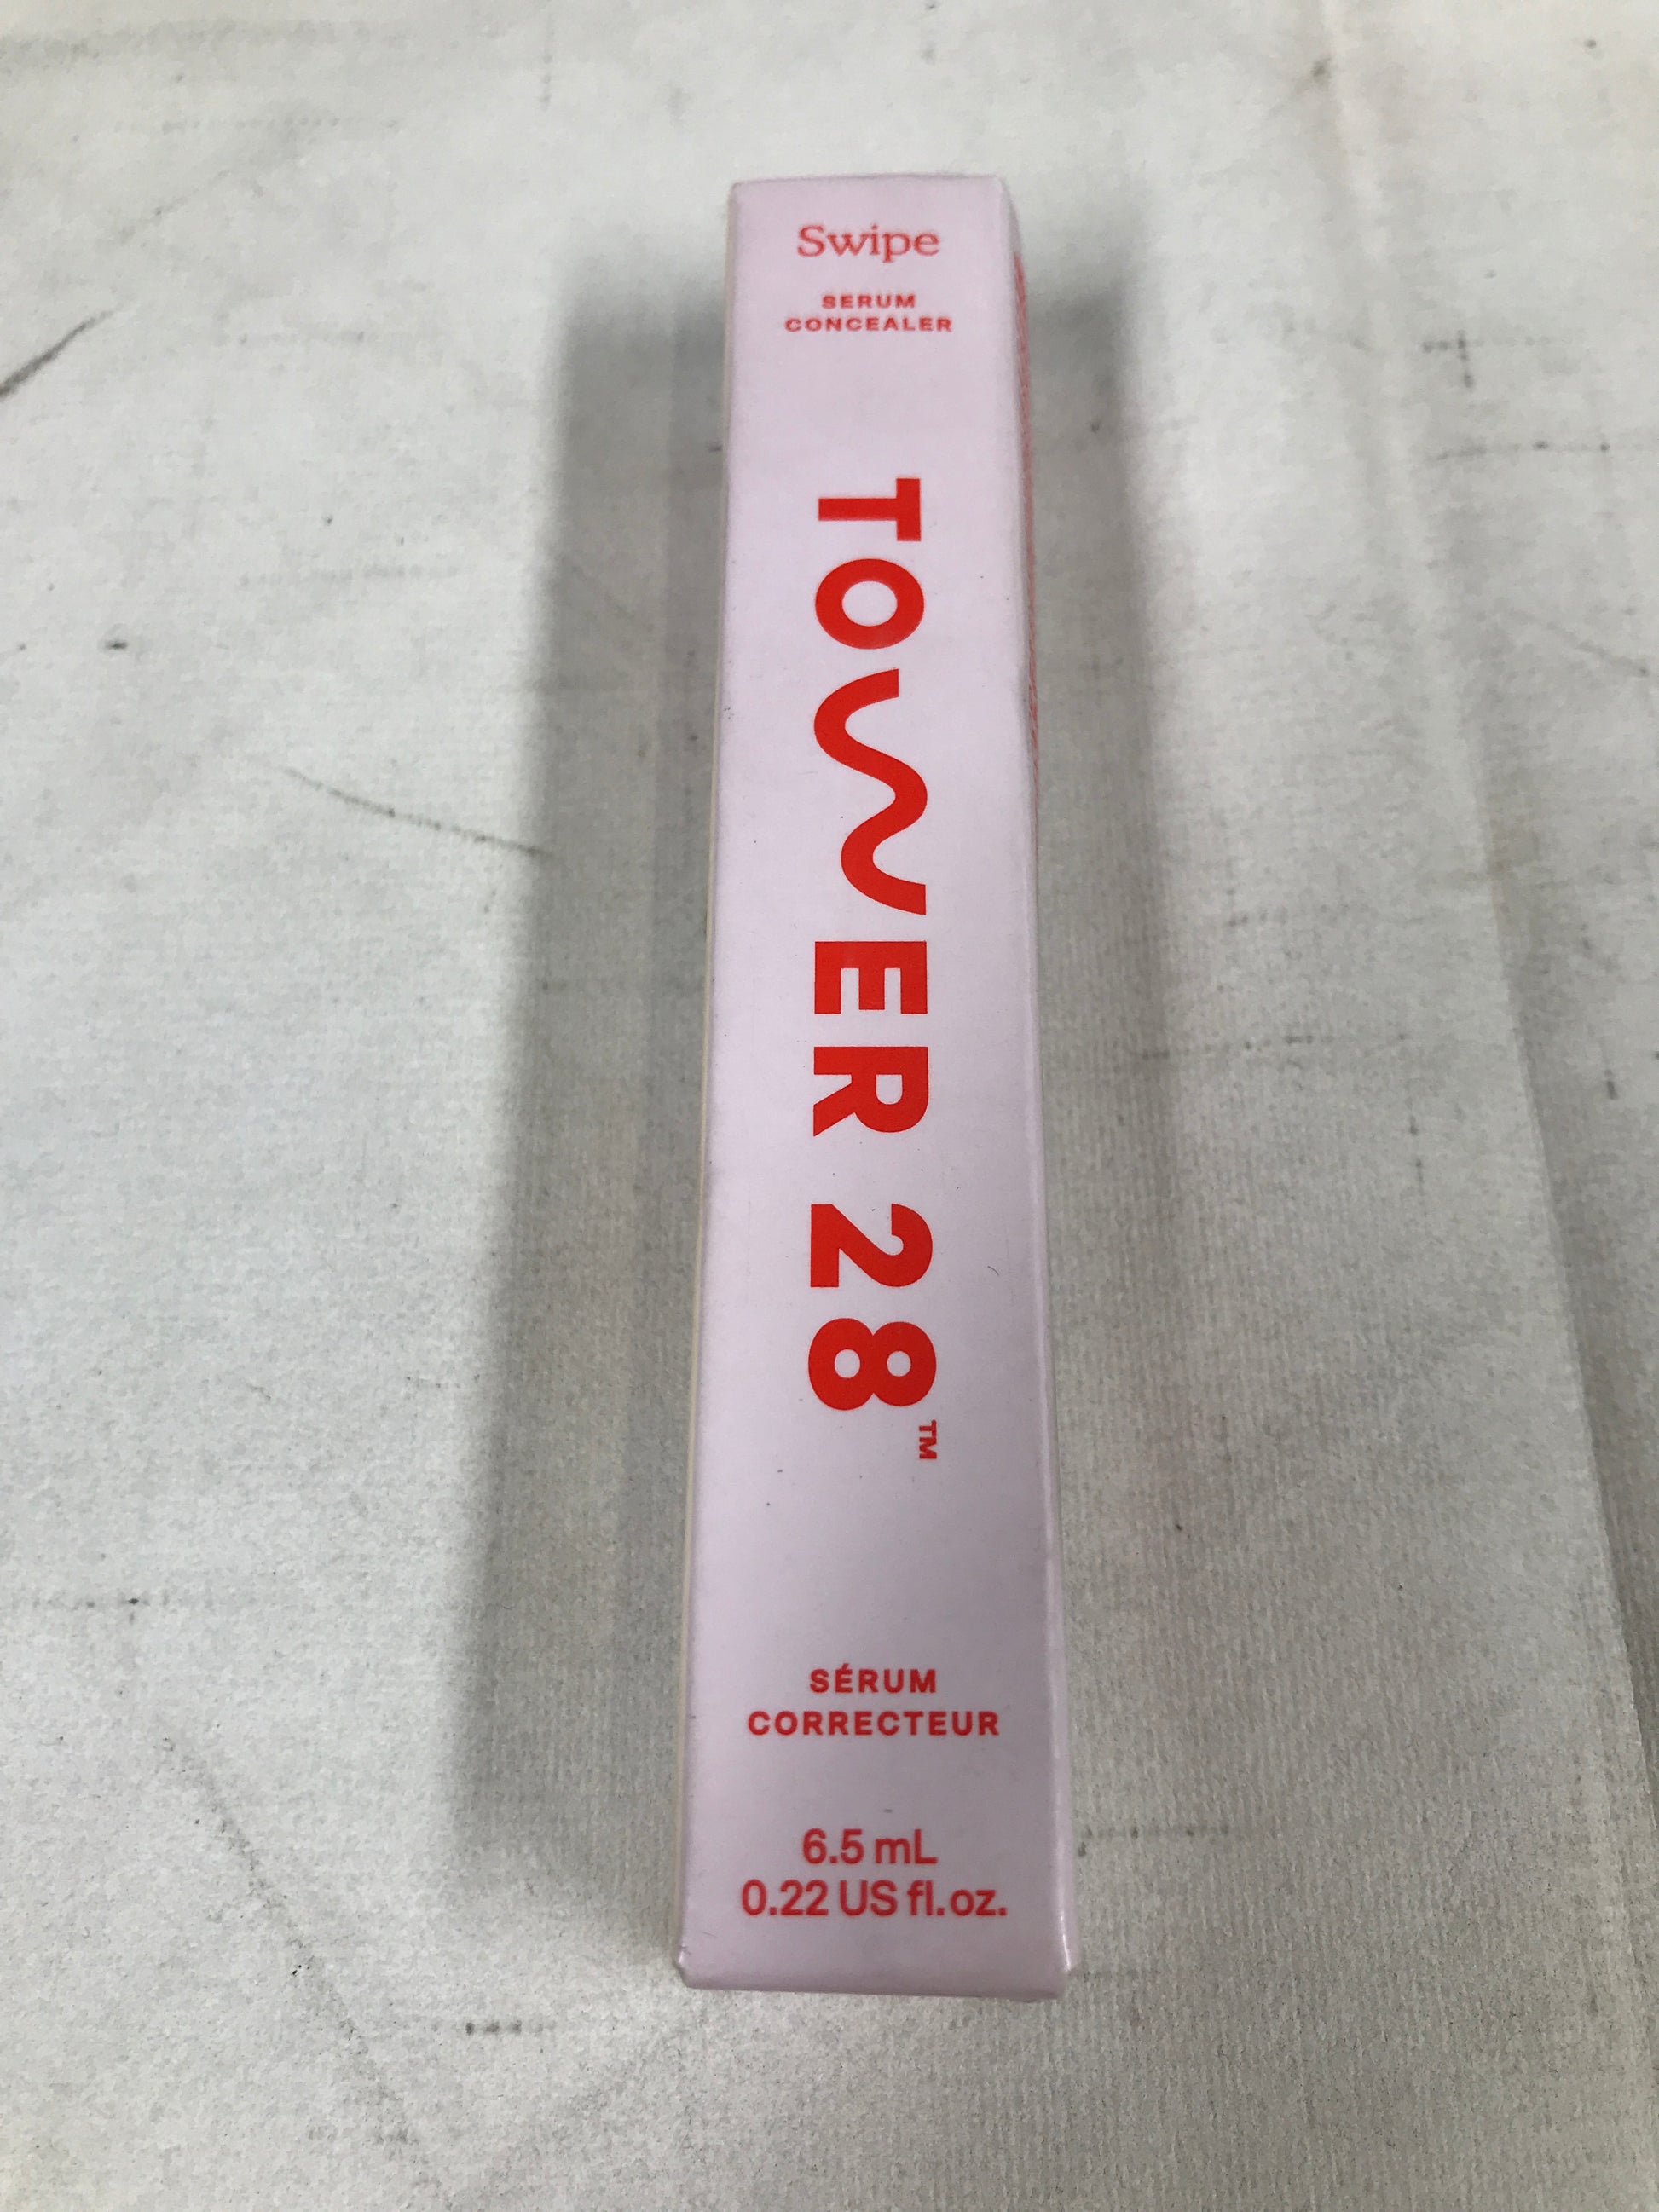 Swipe
SERUM
CONCEALER
TOWER 28™
SÉRUM
CORRECTEUR
6.5 mL
0.22 US fl.oz.